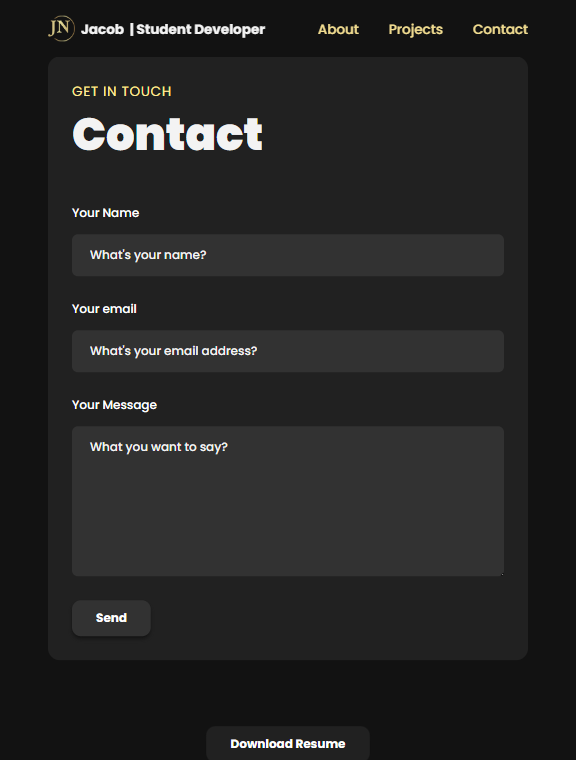 JN Jacob | Student Developer About Projects Contact
GET IN TOUCH
Contact
Your Name
What's your name?
Your email
What's your email address?
Your Message
What you want to say?
Send
Download Resume